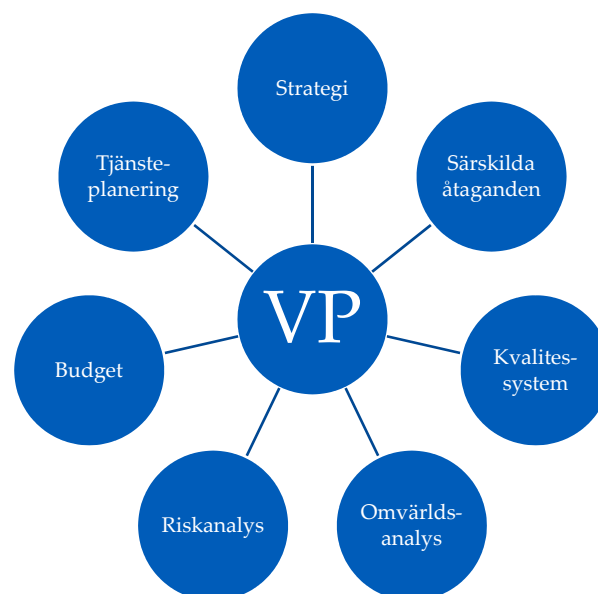 Strategi
Särskilda
åtaganden
Kvalites-
system
Omvärlds-
analys
Riskanalys
Budget
Tjänste-
planering
VP